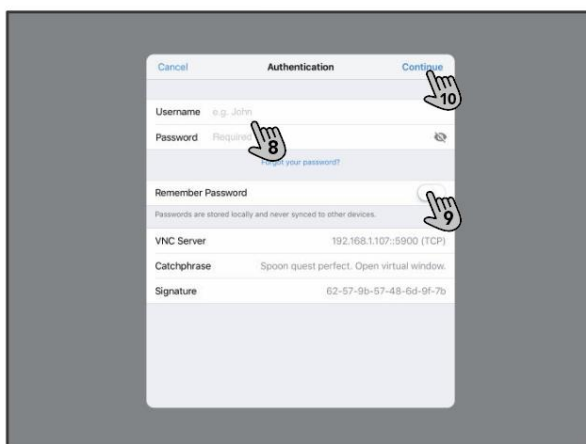 Cancel Authentication Continue
10
Username e.g. John
Password Required
8
Forgot your password?
Remember Password
9
Passwords are stored locally and never synced to other devices.
VNC Server 192.168.1.107::5900 (TCP)
Catchphrase Spoon quest perfect. Open virtual window.
Signature 62-57-9b-57-48-6d-9f-7b